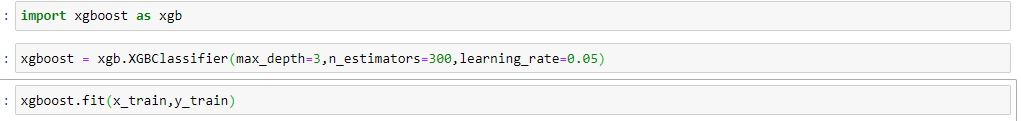 : import xgboost as xgb
: xgboost = xgb.XGBClassifier(max_depth=3,n_estimators=300,learning_rate=0.05)
: xgboost.fit(x_train,y_train)